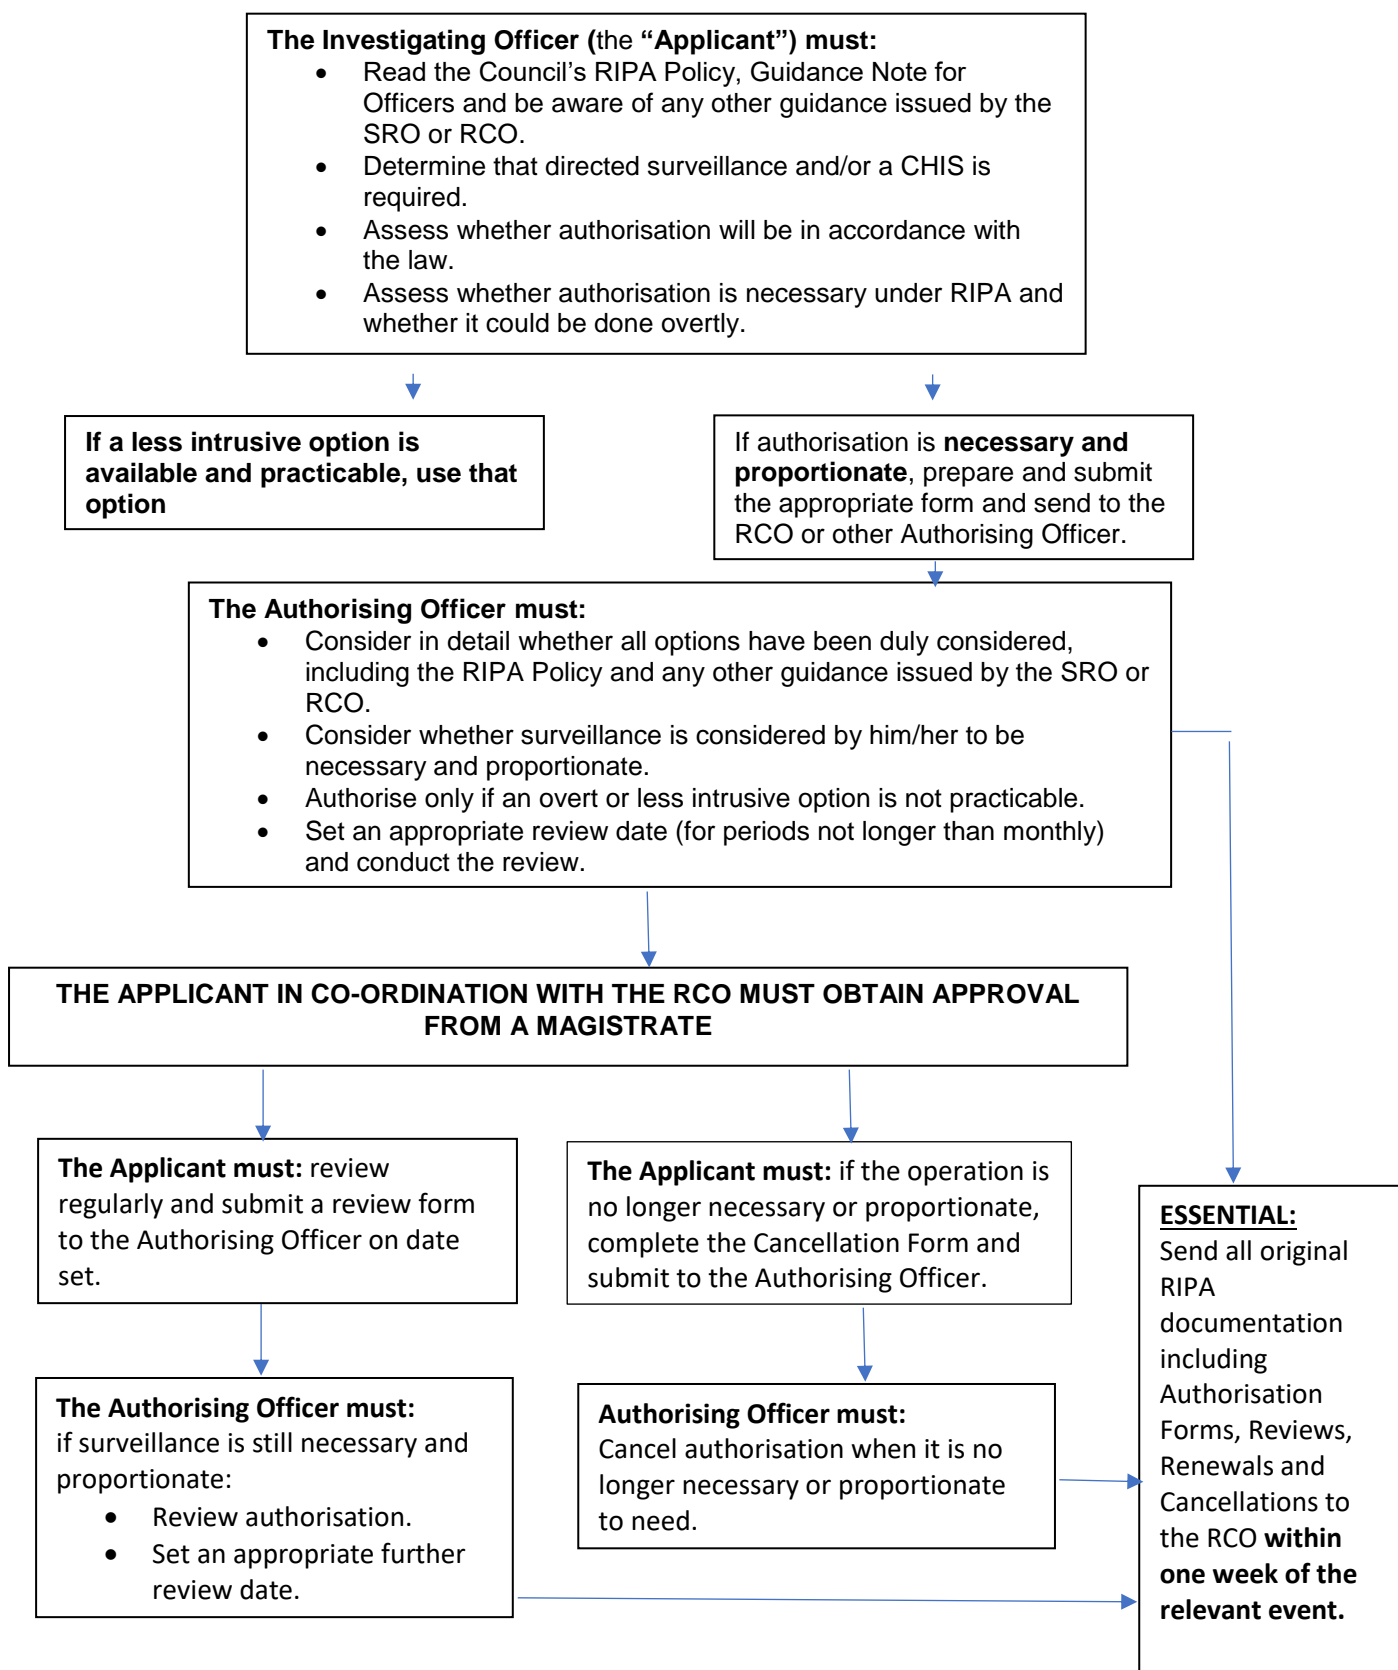 The Investigating Officer (the “Applicant”) must:
• Read the Council’s RIPA Policy, Guidance Note for
Officers and be aware of any other guidance issued by the
SRO or RCO.
• Determine that directed surveillance and/or a CHIS is
required.
• Assess whether authorisation will be in accordance with
the law.
• Assess whether authorisation is necessary under RIPA and
whether it could be done overtly.
If a less intrusive option is
available and practicable, use that
option
If authorisation is necessary and
proportionate, prepare and submit
the appropriate form and send to the
RCO or other Authorising Officer.
The Authorising Officer must:
• Consider in detail whether all options have been duly considered,
including the RIPA Policy and any other guidance issued by the SRO or
RCO.
• Consider whether surveillance is considered by him/her to be
necessary and proportionate.
• Authorise only if an overt or less intrusive option is not practicable.
• Set an appropriate review date (for periods not longer than monthly)
and conduct the review.
THE APPLICANT IN CO-ORDINATION WITH THE RCO MUST OBTAIN APPROVAL
FROM A MAGISTRATE
The Applicant must: review
regularly and submit a review form
to the Authorising Officer on date
set.
The Applicant must: if the operation is
no longer necessary or proportionate,
complete the Cancellation Form and
submit to the Authorising Officer.
The Authorising Officer must:
if surveillance is still necessary and
proportionate:
• Review authorisation.
• Set an appropriate further
review date.
Authorising Officer must:
Cancel authorisation when it is no
longer necessary or proportionate
to need.
ESSENTIAL:
Send all original
RIPA
documentation
including
Authorisation
Forms, Reviews,
Renewals and
Cancellations to
the RCO within
one week of the
relevant event.